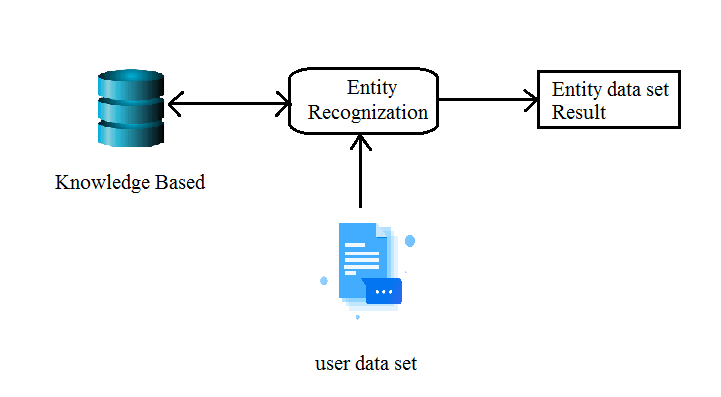 Entity
Recognization
Entity data set
Result
Knowledge Based
user data set